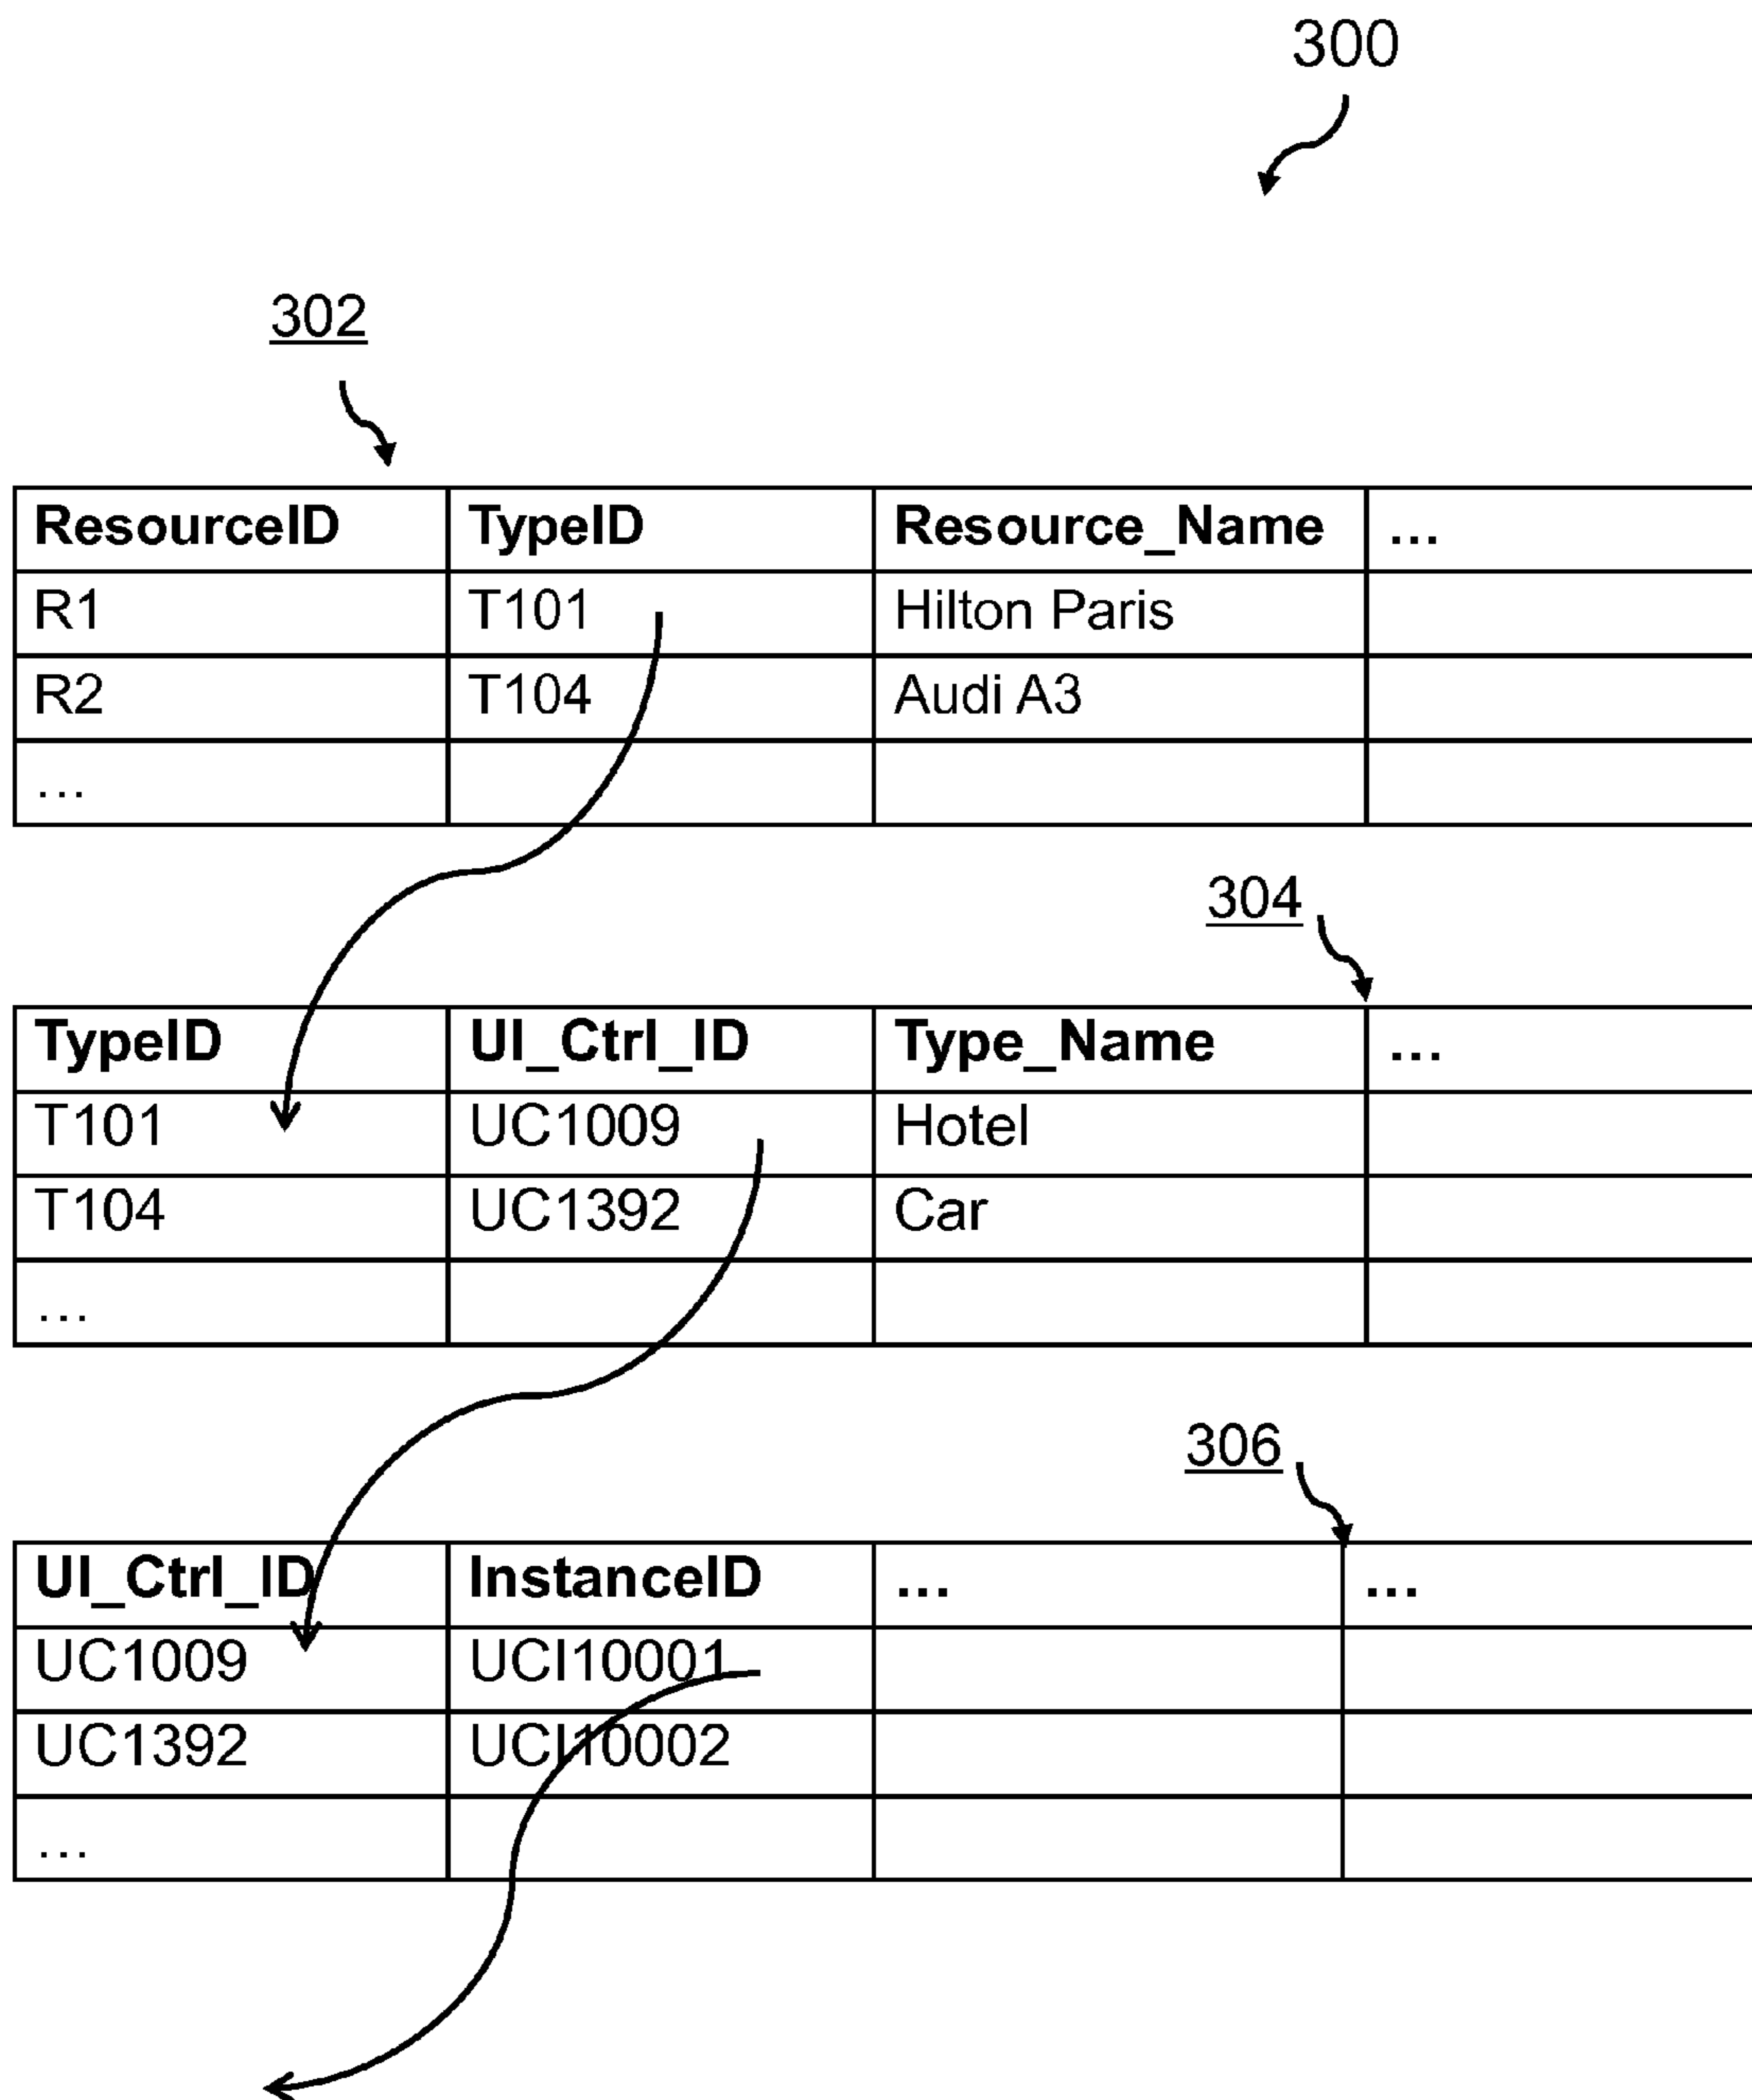 300
302
ResourceID TypeID Resource_Name ...
R1 T101 Hilton Paris
R2 T104 Audi A3
...
304
TypeID UI_Ctrl_ID Type_Name ...
T101 UC1009 Hotel
T104 UC1392 Car
...
306
UI_Ctrl_ID InstanceID ... ...
UC1009 UCI10001
UC1392 UCI10002
...